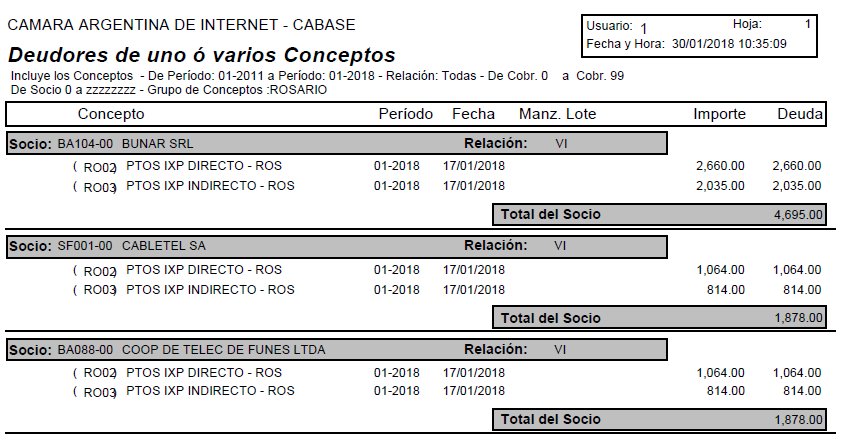 CAMARA ARGENTINA DE INTERNET - CABASE
Usuario: 1 Hoja: 1
Fecha y Hora: 30/01/2018 10:35:09
Deudores de uno ó varios Conceptos
Incluye los Conceptos - De Período: 01-2011 a Período: 01-2018 - Relación: Todas - De Cobr. 0 a Cobr. 99
De Socio 0 a zzzzzzzz - Grupo de Conceptos :ROSARIO
Concepto Período Fecha Manz. Lote Importe Deuda
Socio: BA104-00 BUNAR SRL Relación: VI
( RO02) PTOS IXP DIRECTO - ROS 01-2018 17/01/2018 2,660.00 2,660.00
( RO03) PTOS IXP INDIRECTO - ROS 01-2018 17/01/2018 2,035.00 2,035.00
Total del Socio 4,695.00
Socio: SF001-00 CABLETEL SA Relación: VI
( RO02) PTOS IXP DIRECTO - ROS 01-2018 17/01/2018 1,064.00 1,064.00
( RO03) PTOS IXP INDIRECTO - ROS 01-2018 17/01/2018 814.00 814.00
Total del Socio 1,878.00
Socio: BA088-00 COOP DE TELEC DE FUNES LTDA Relación: VI
( RO02) PTOS IXP DIRECTO - ROS 01-2018 17/01/2018 1,064.00 1,064.00
( RO03) PTOS IXP INDIRECTO - ROS 01-2018 17/01/2018 814.00 814.00
Total del Socio 1,878.00